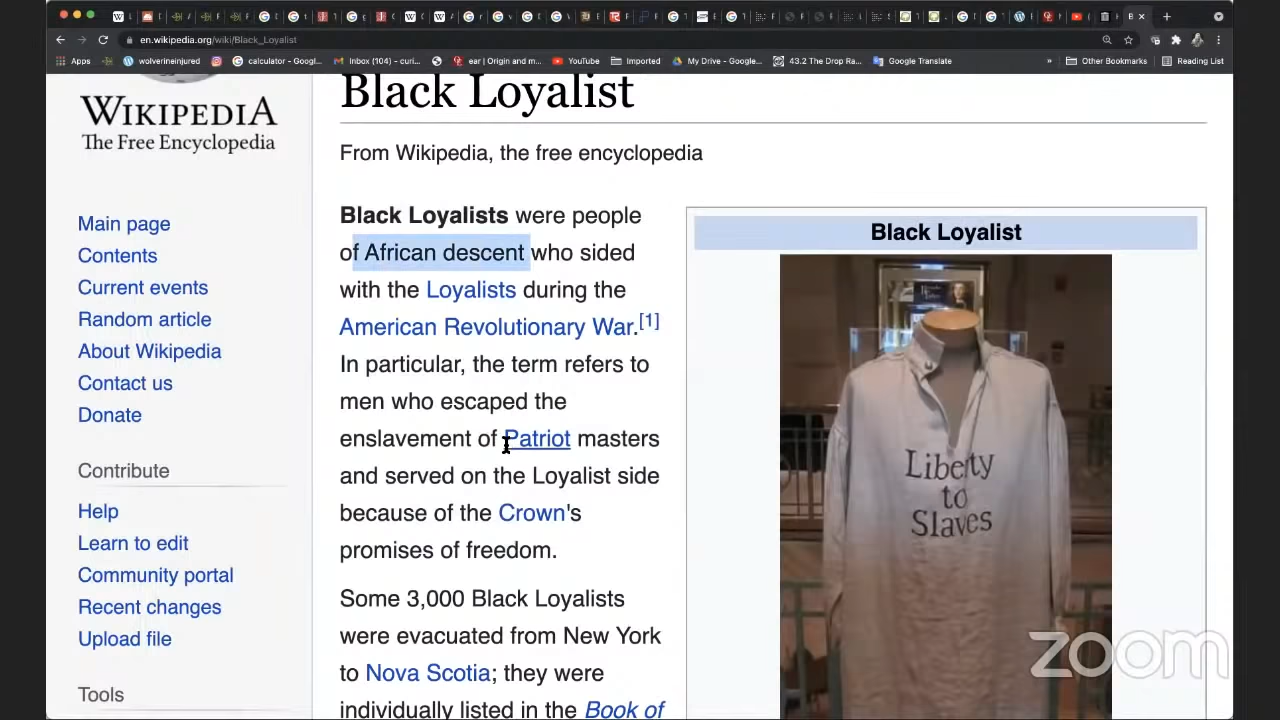 en.wikipedia.org/wiki/Black_Loyalist
Apps wolverineinjured calculator - Googl... Inbox (104) - curi... ear | Origin and m... YouTube Imported My Drive - Google... 43.2 The Drop Ra... Google Translate » Other Bookmarks Reading List
WIKIPEDIA
The Free Encyclopedia
Main page
Contents
Current events
Random article
About Wikipedia
Contact us
Donate
Contribute
Help
Learn to edit
Community portal
Recent changes
Upload file
Tools
Black Loyalist
From Wikipedia, the free encyclopedia
Black Loyalists were people
of African descent who sided
with the Loyalists during the
American Revolutionary War.[1]
In particular, the term refers to
men who escaped the
enslavement of Patriot masters
and served on the Loyalist side
because of the Crown's
promises of freedom.
Some 3,000 Black Loyalists
were evacuated from New York
to Nova Scotia; they were
individually listed in the Book of
Black Loyalist
Liberty
to
Slaves
zoom